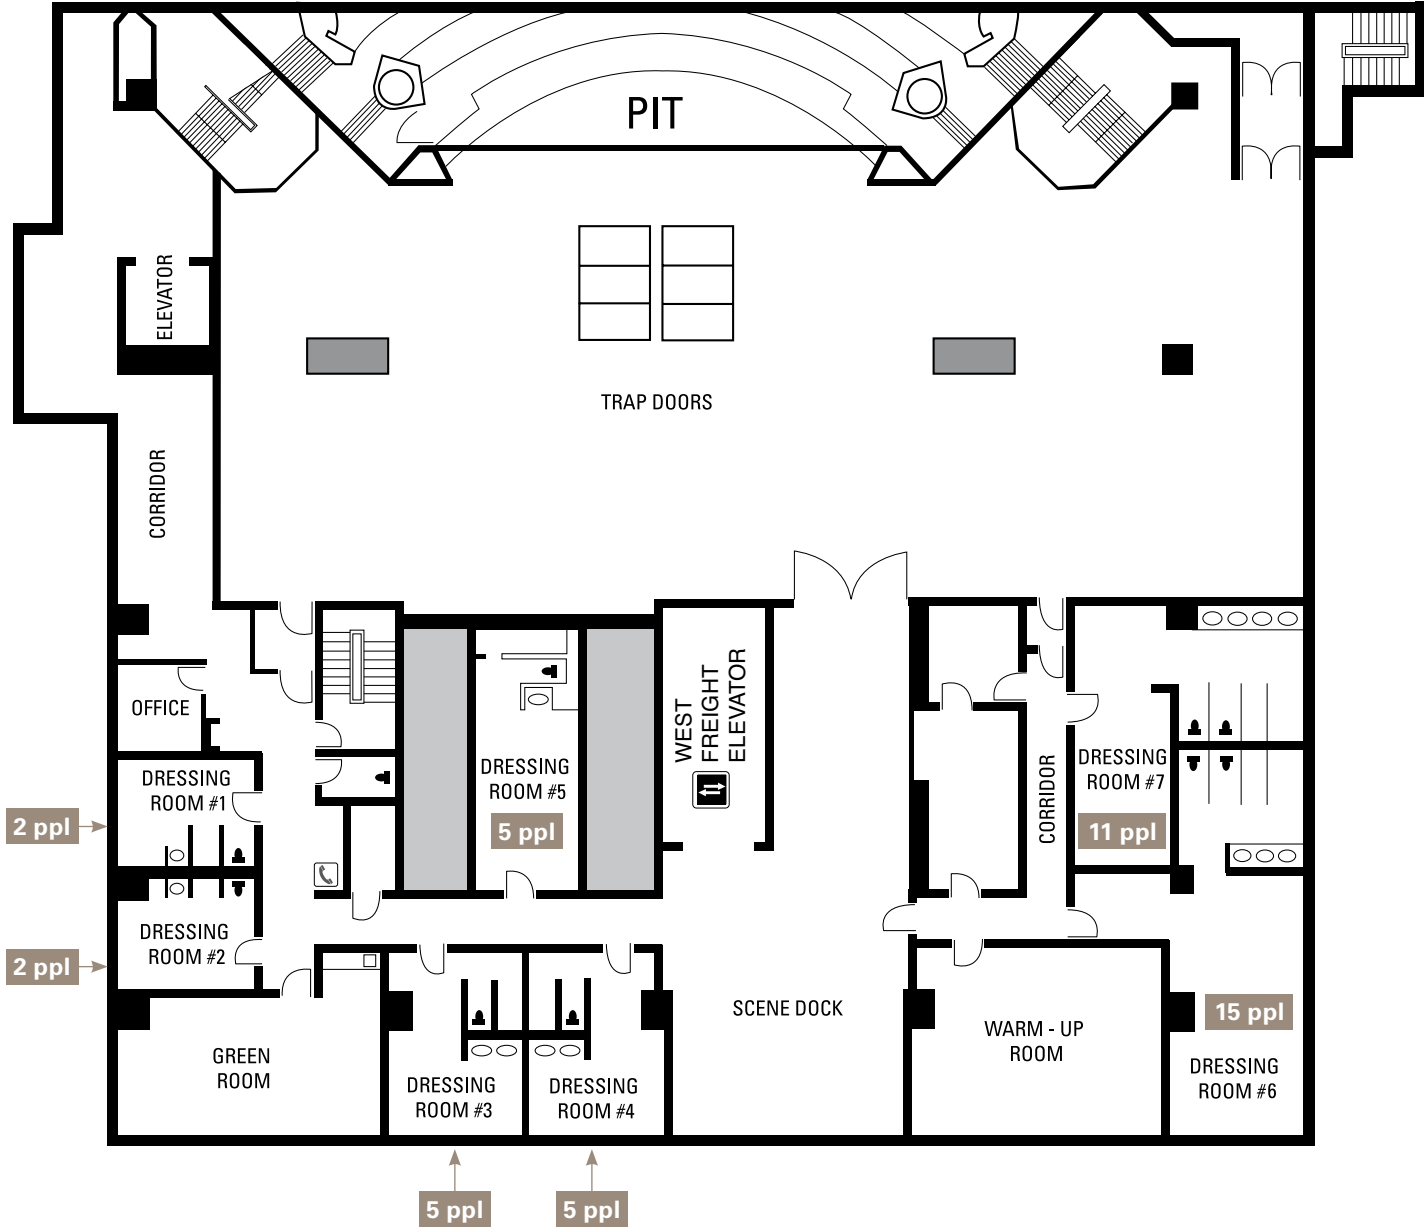 PIT
ELEVATOR
TRAP DOORS
CORRIDOR
OFFICE
DRESSING
ROOM #1
2 ppl
DRESSING
ROOM #2
2 ppl
GREEN
ROOM
DRESSING
ROOM #5
5 ppl
WEST
FREIGHT
ELEVATOR
DRESSING
ROOM #3
5 ppl
DRESSING
ROOM #4
5 ppl
SCENE DOCK
CORRIDOR
DRESSING
ROOM #7
11 ppl
WARM - UP
ROOM
15 ppl
DRESSING
ROOM #6